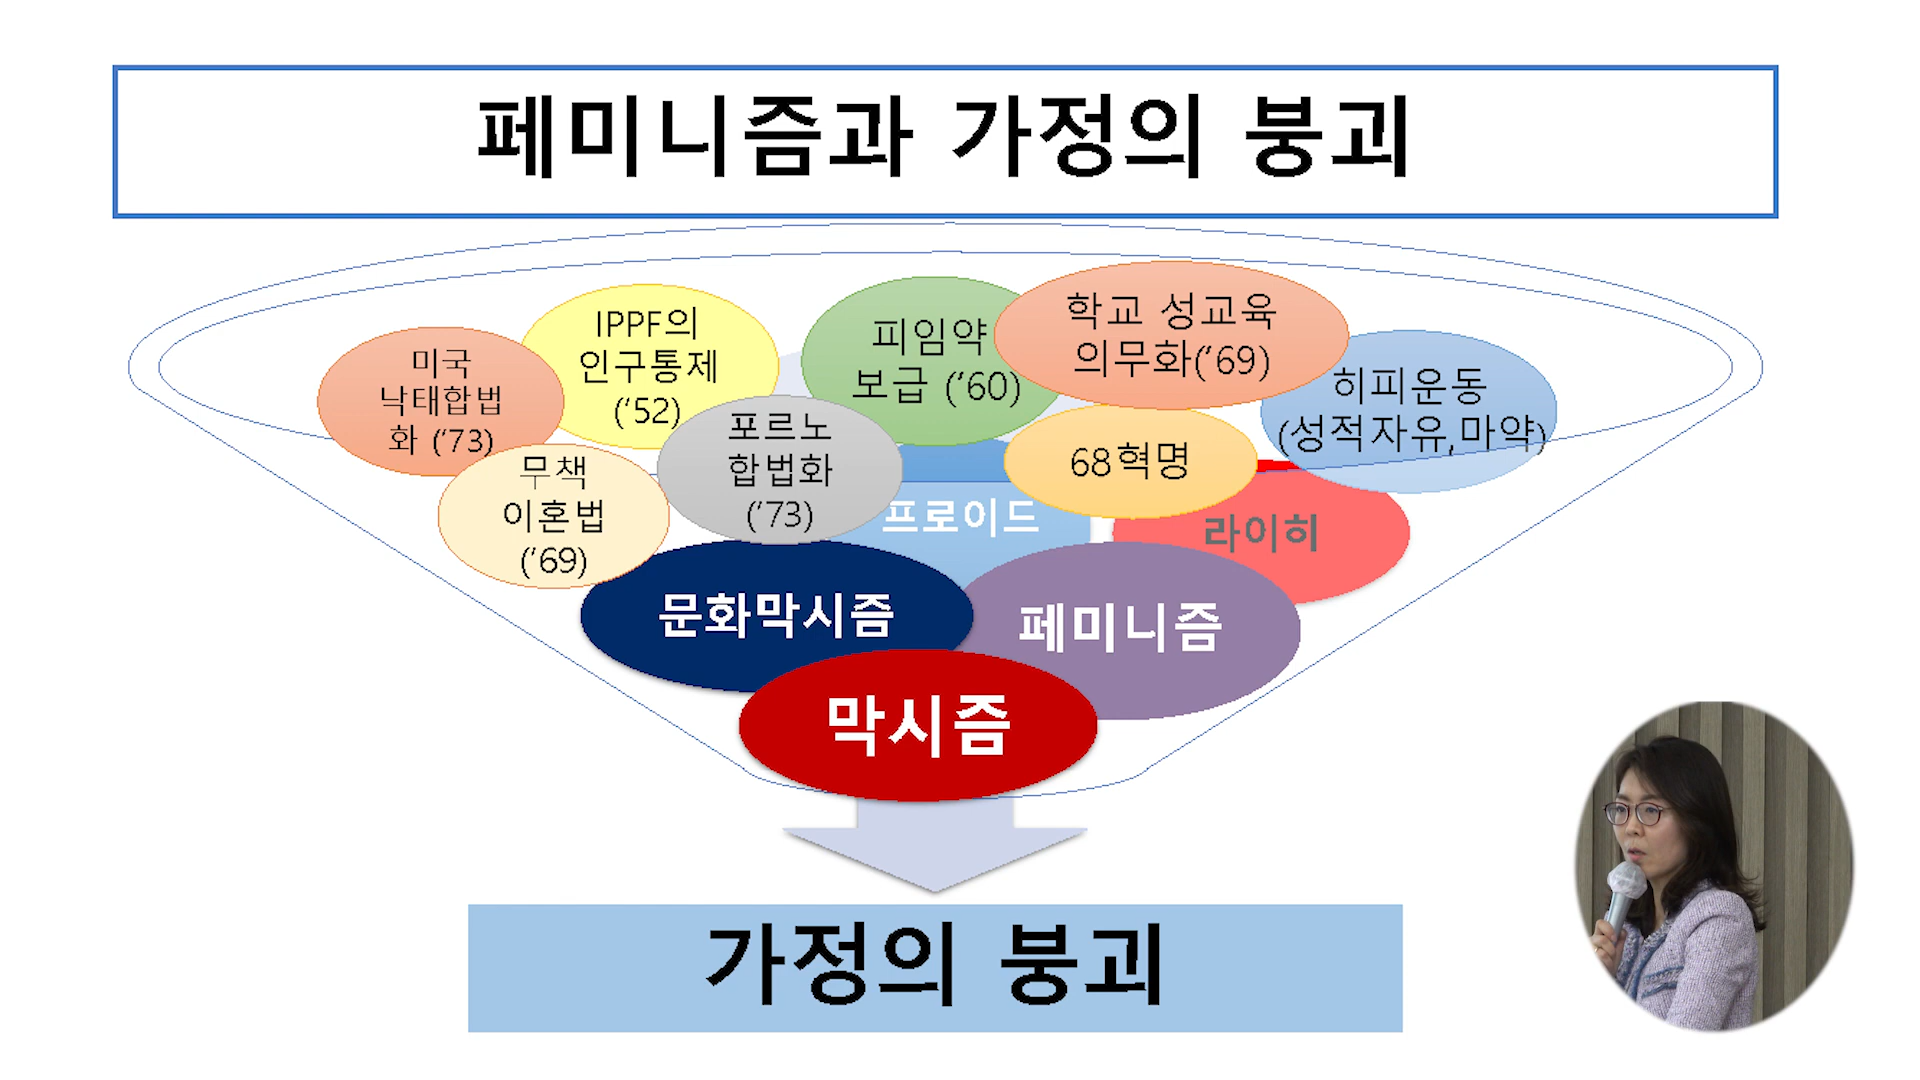 페미니즘과 가정의 붕괴
미국
낙태합법
화 (‘73)
IPPF의
인구통제
(‘52)
피임약
보급 (‘60)
학교 성교육
의무화(‘69)
히피운동
(성적자유,마약)
무책
이혼법
(‘69)
포르노
합법화
(‘73)
프로이드
68혁명
라이히
문화막시즘
페미니즘
막시즘
가정의 붕괴